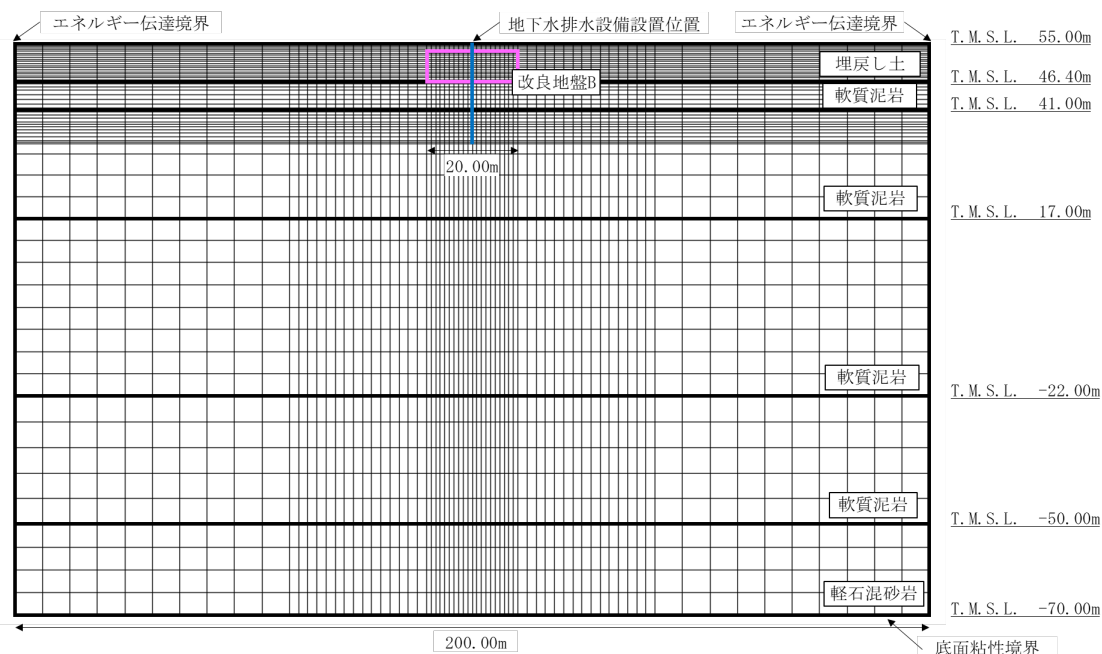 エネルギー伝達境界
地下水排水設備設置位置
エネルギー伝達境界
T.M.S.L. 55.00m
埋戻し土
T.M.S.L. 46.40m
改良地盤B
軟質泥岩
T.M.S.L. 41.00m
20.00m
軟質泥岩
T.M.S.L. 17.00m
軟質泥岩
T.M.S.L. -22.00m
軟質泥岩
T.M.S.L. -50.00m
軽石混砂岩
T.M.S.L. -70.00m
200.00m
底面粘性境界